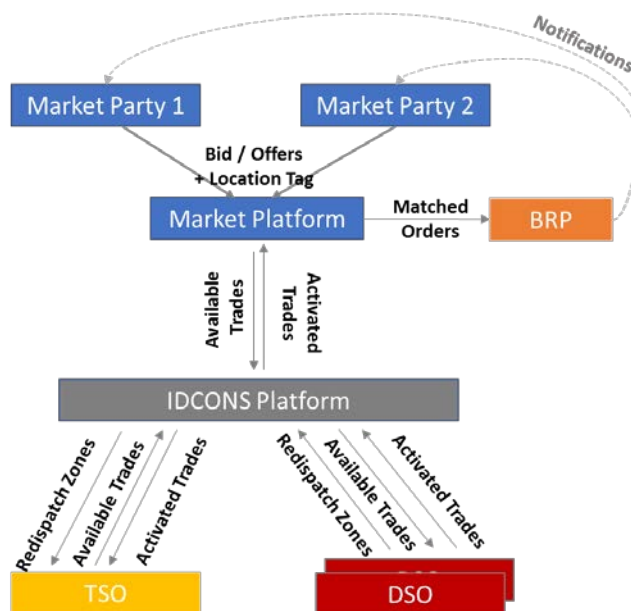 Notifications
Market Party 1
Market Party 2
Bid / Offers
+ Location Tag
Market Platform
Matched
Orders
BRP
Available
Trades
Activated
Trades
IDCONS Platform
Redispatch Zones
Available Trades
Activated Trades
Redispatch Zones
Available Trades
Activated Trades
TSO
DSO